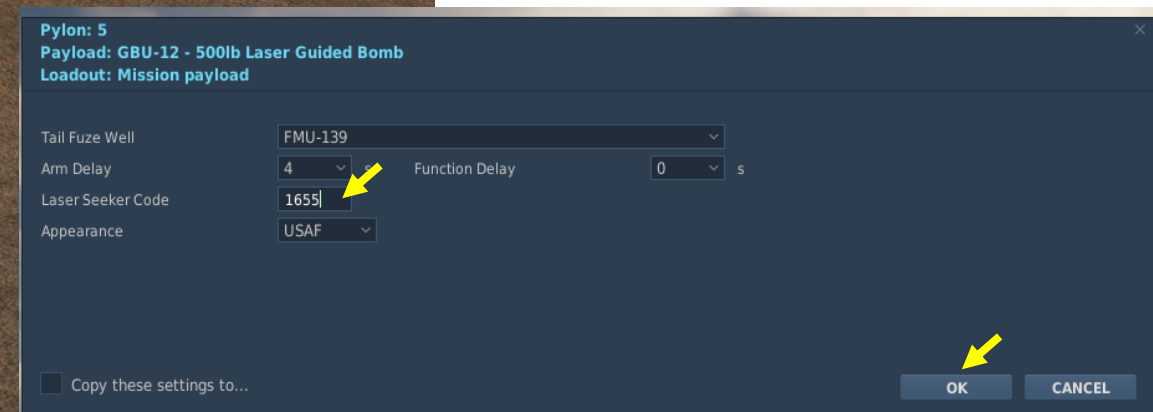 Pylon: 5
Payload: GBU-12 - 500lb Laser Guided Bomb
Loadout: Mission payload
Tail Fuze Well FMU-139
Arm Delay 4 s Function Delay 0 s
Laser Seeker Code 1655
Appearance USAF
Copy these settings to...
OK CANCEL